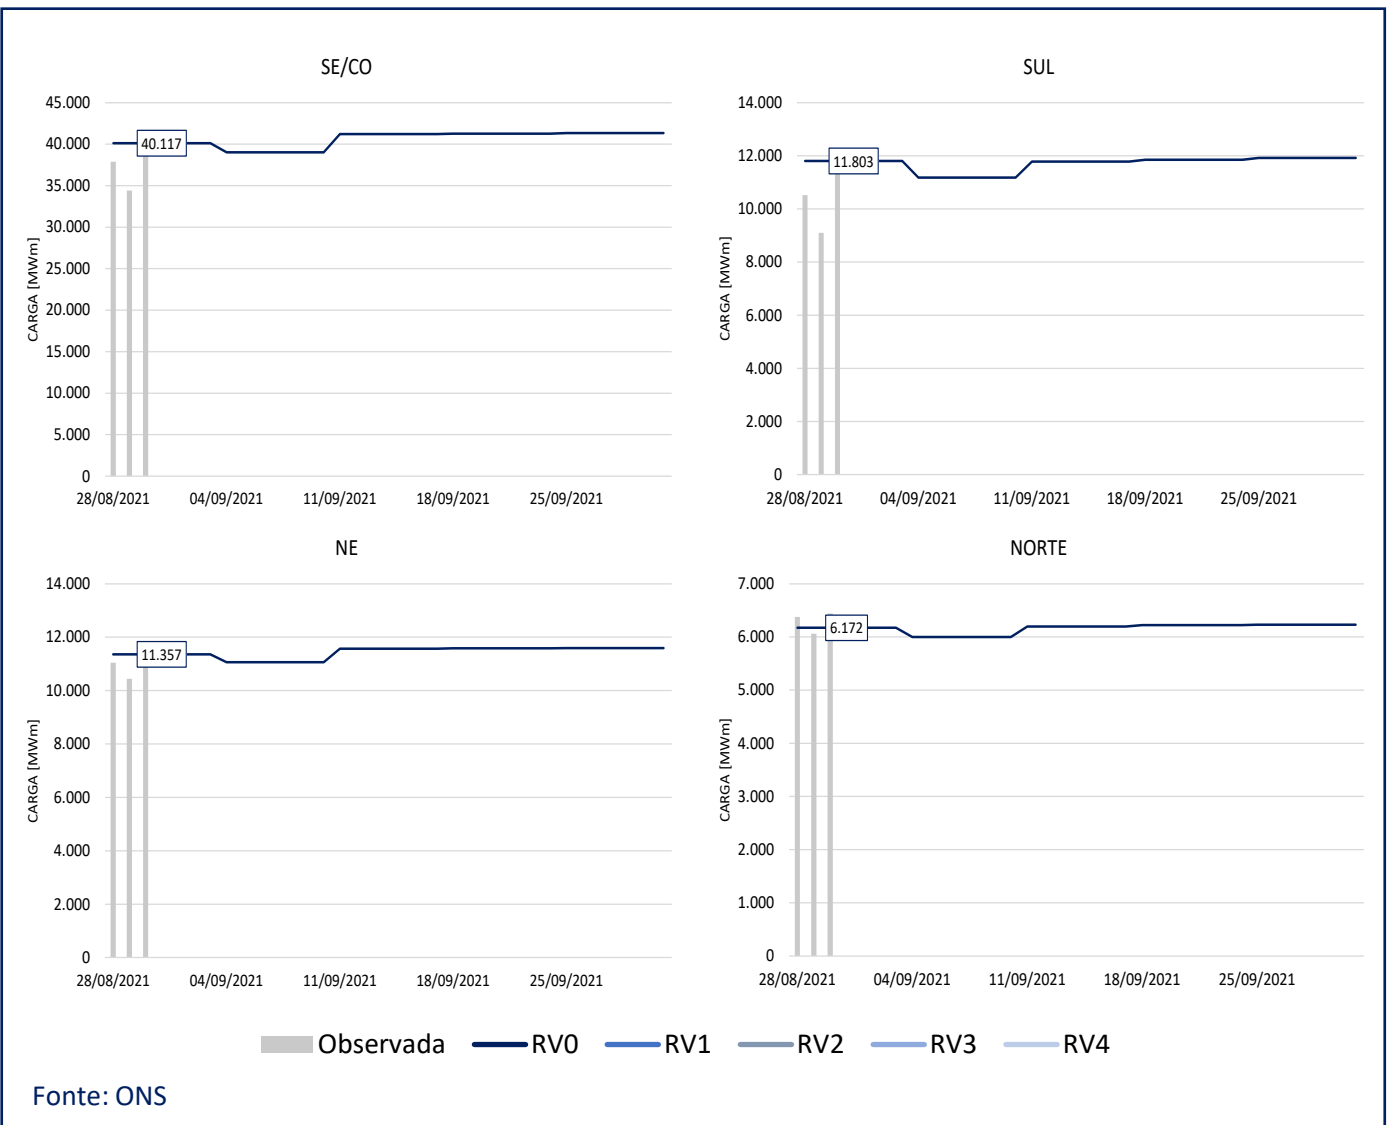 SE/CO
45.000
40.000
35.000
30.000
25.000
20.000
15.000
10.000
5.000
0
CARGA [MWm]
40.117
28/08/2021 04/09/2021 11/09/2021 18/09/2021 25/09/2021
SUL
14.000
12.000
10.000
8.000
6.000
4.000
2.000
0
CARGA [MWm]
11.803
28/08/2021 04/09/2021 11/09/2021 18/09/2021 25/09/2021
NE
14.000
12.000
10.000
8.000
6.000
4.000
2.000
0
CARGA [MWm]
11.357
28/08/2021 04/09/2021 11/09/2021 18/09/2021 25/09/2021
NORTE
7.000
6.000
5.000
4.000
3.000
2.000
1.000
0
CARGA [MWm]
6.172
28/08/2021 04/09/2021 11/09/2021 18/09/2021 25/09/2021
Observada RV0 RV1 RV2 RV3 RV4
Fonte: ONS